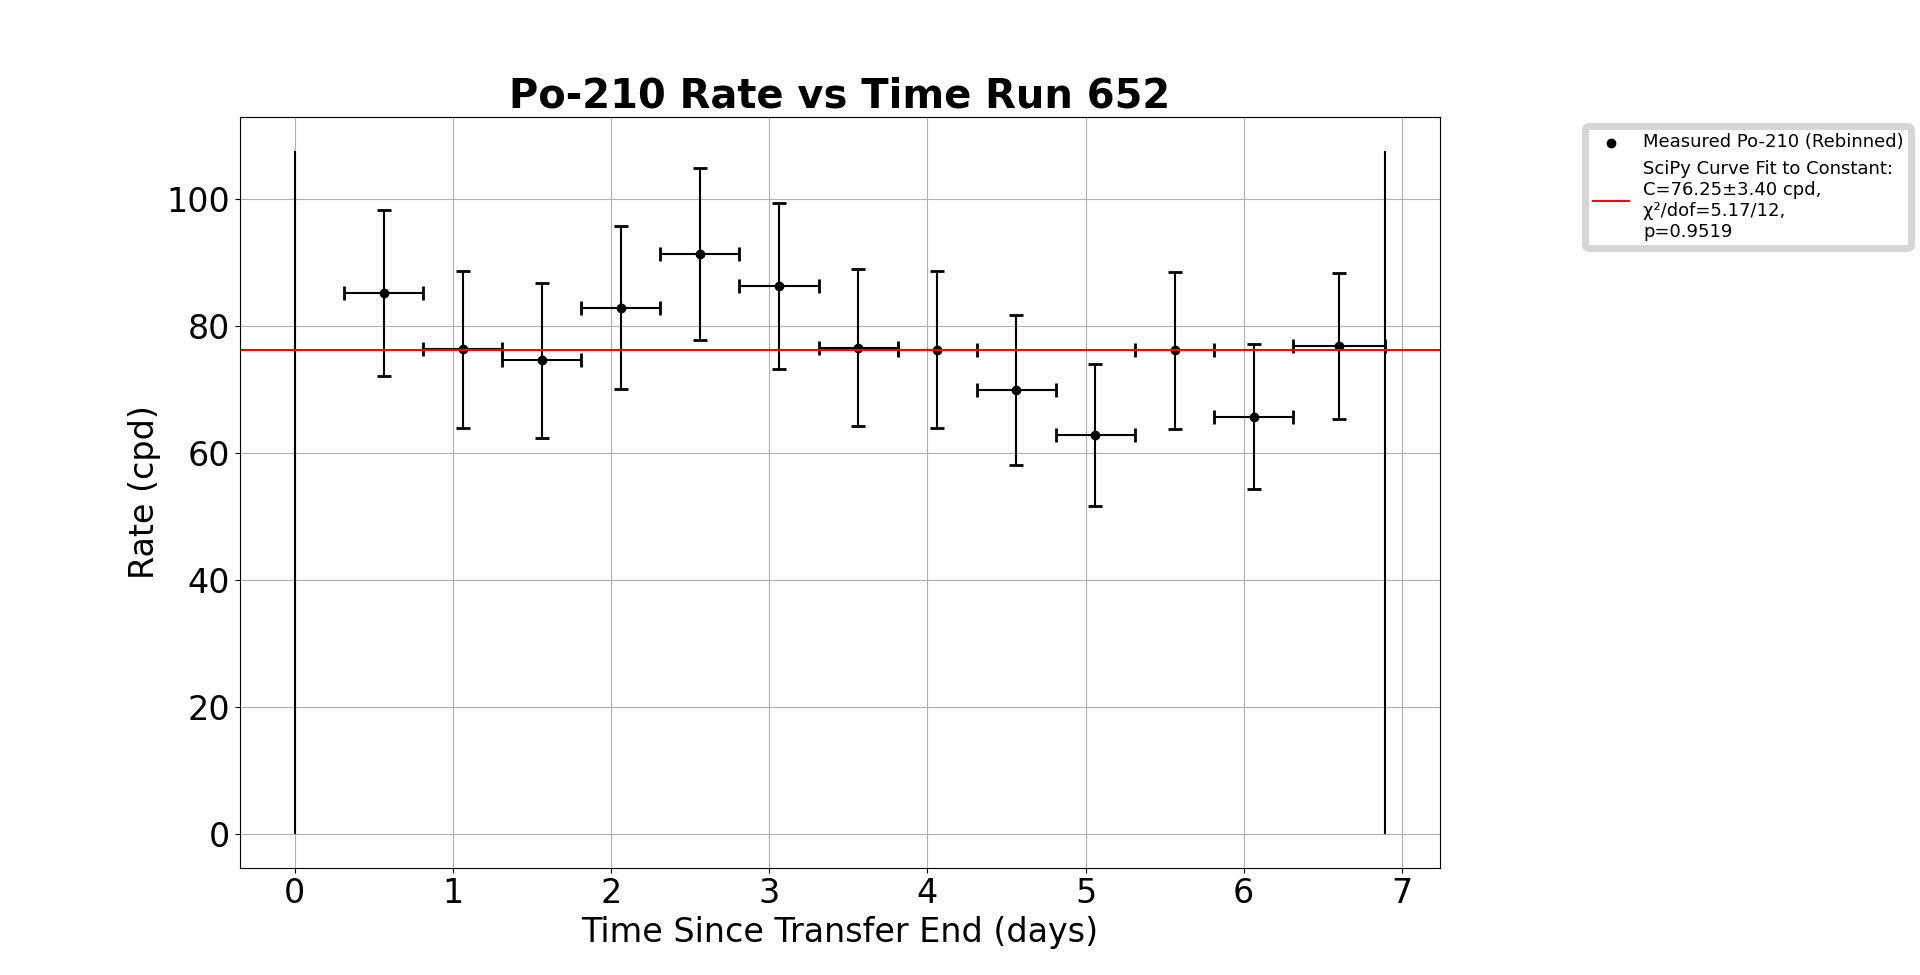 Po-210 Rate vs Time Run 652
Measured Po-210 (Rebinned)
SciPy Curve Fit to Constant:
C=76.25±3.40 cpd,
χ²/dof=5.17/12,
p=0.9519
Rate (cpd)
100
80
60
40
20
0
0 1 2 3 4 5 6 7
Time Since Transfer End (days)